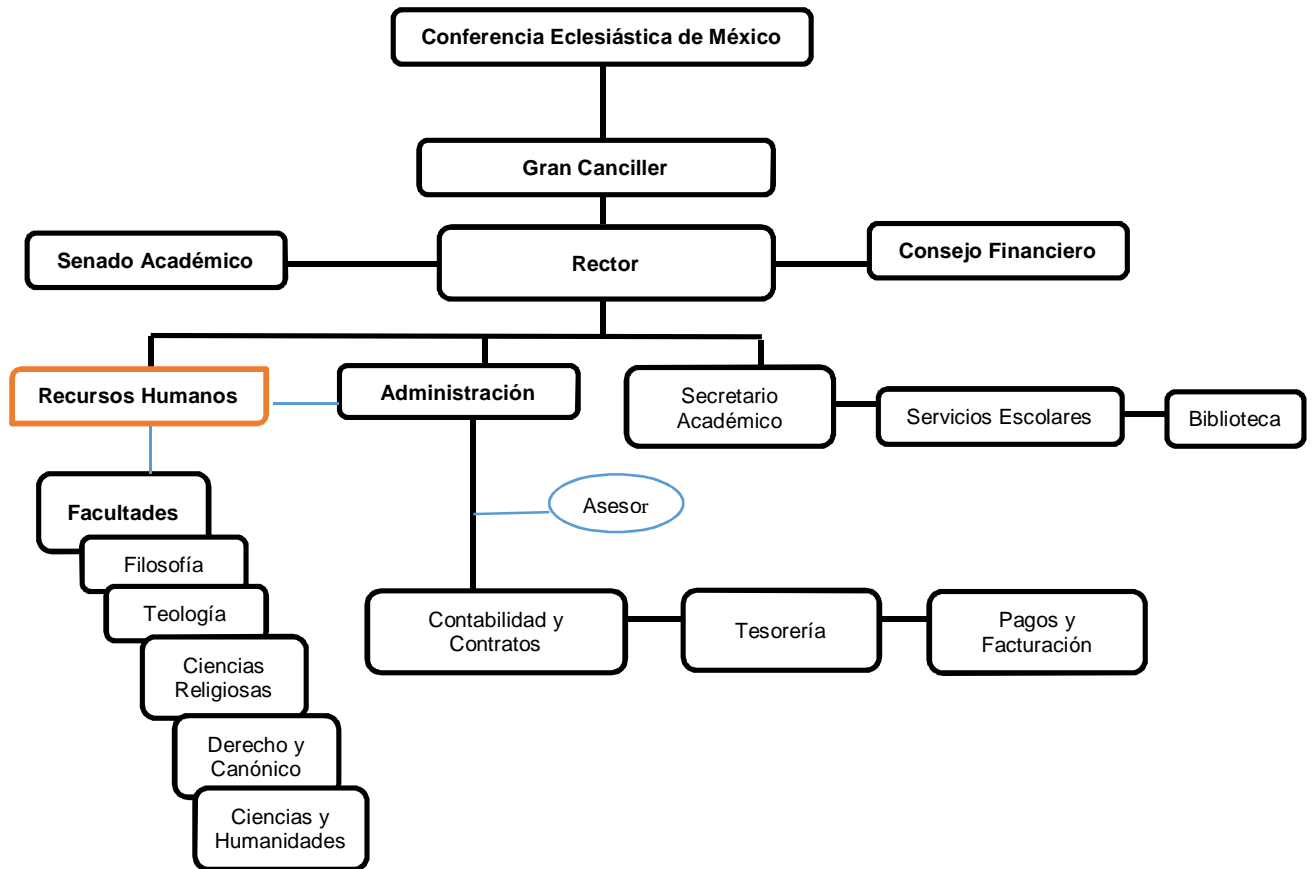 Conferencia Eclesiástica de México
Gran Canciller
Senado Académico
Rector
Consejo Financiero
Recursos Humanos
Administración
Secretario
Académico
Servicios Escolares
Biblioteca
Facultades
Asesor
Filosofía
Teología
Contabilidad y
Contratos
Tesorería
Pagos y
Facturación
Ciencias
Religiosas
Derecho y
Canónico
Ciencias y
Humanidades